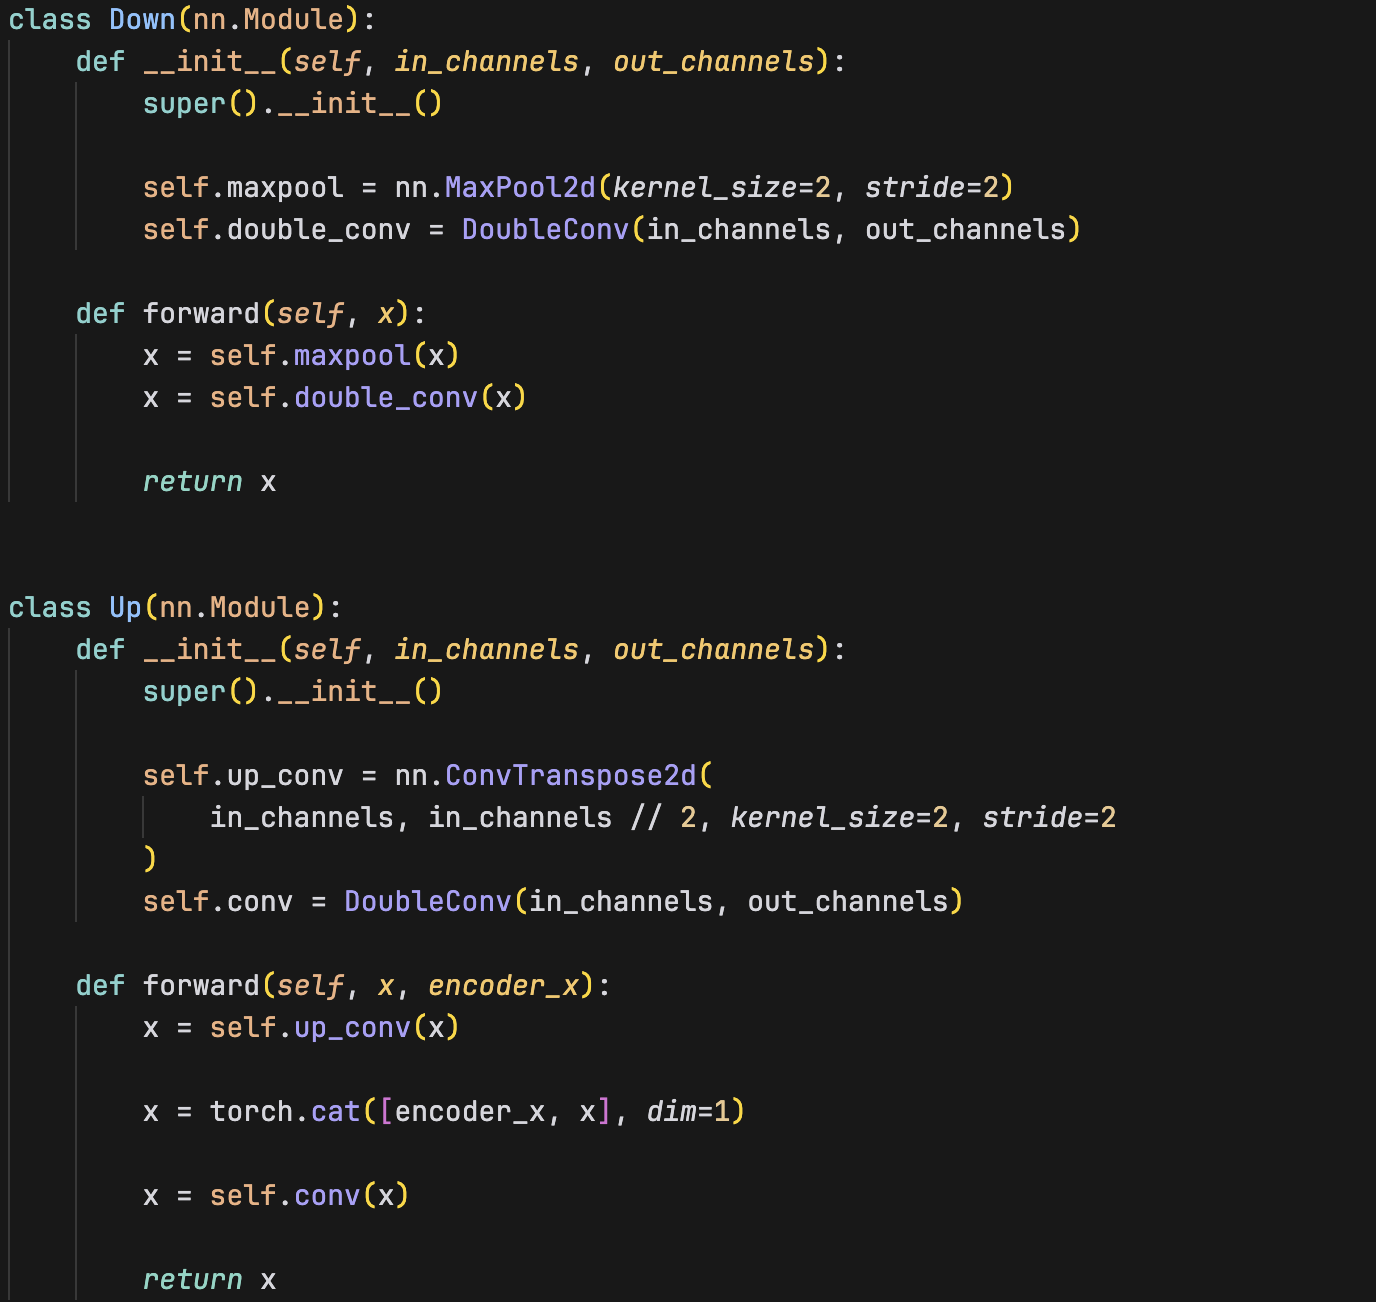 class Down(nn.Module):
    def __init__(self, in_channels, out_channels):
        super().__init__()

        self.maxpool = nn.MaxPool2d(kernel_size=2, stride=2)
        self.double_conv = DoubleConv(in_channels, out_channels)

    def forward(self, x):
        x = self.maxpool(x)
        x = self.double_conv(x)

        return x


class Up(nn.Module):
    def __init__(self, in_channels, out_channels):
        super().__init__()

        self.up_conv = nn.ConvTranspose2d(
            in_channels, in_channels // 2, kernel_size=2, stride=2
        )
        self.conv = DoubleConv(in_channels, out_channels)

    def forward(self, x, encoder_x):
        x = self.up_conv(x)

        x = torch.cat([encoder_x, x], dim=1)

        x = self.conv(x)

        return x